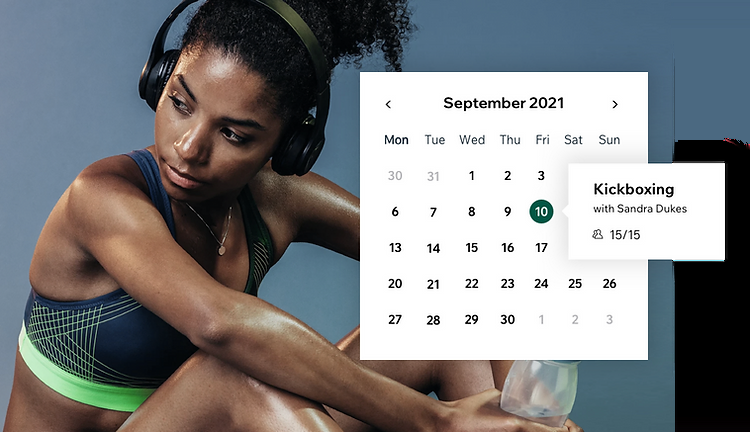 September 2021
Mon Tue Wed Thu Fri Sat Sun
30 31 1 2 3
6 7 8 9 10
13 14 15 16 17
20 21 22 23 24 25 26
27 28 29 30 1 2 3
Kickboxing
with Sandra Dukes
15/15